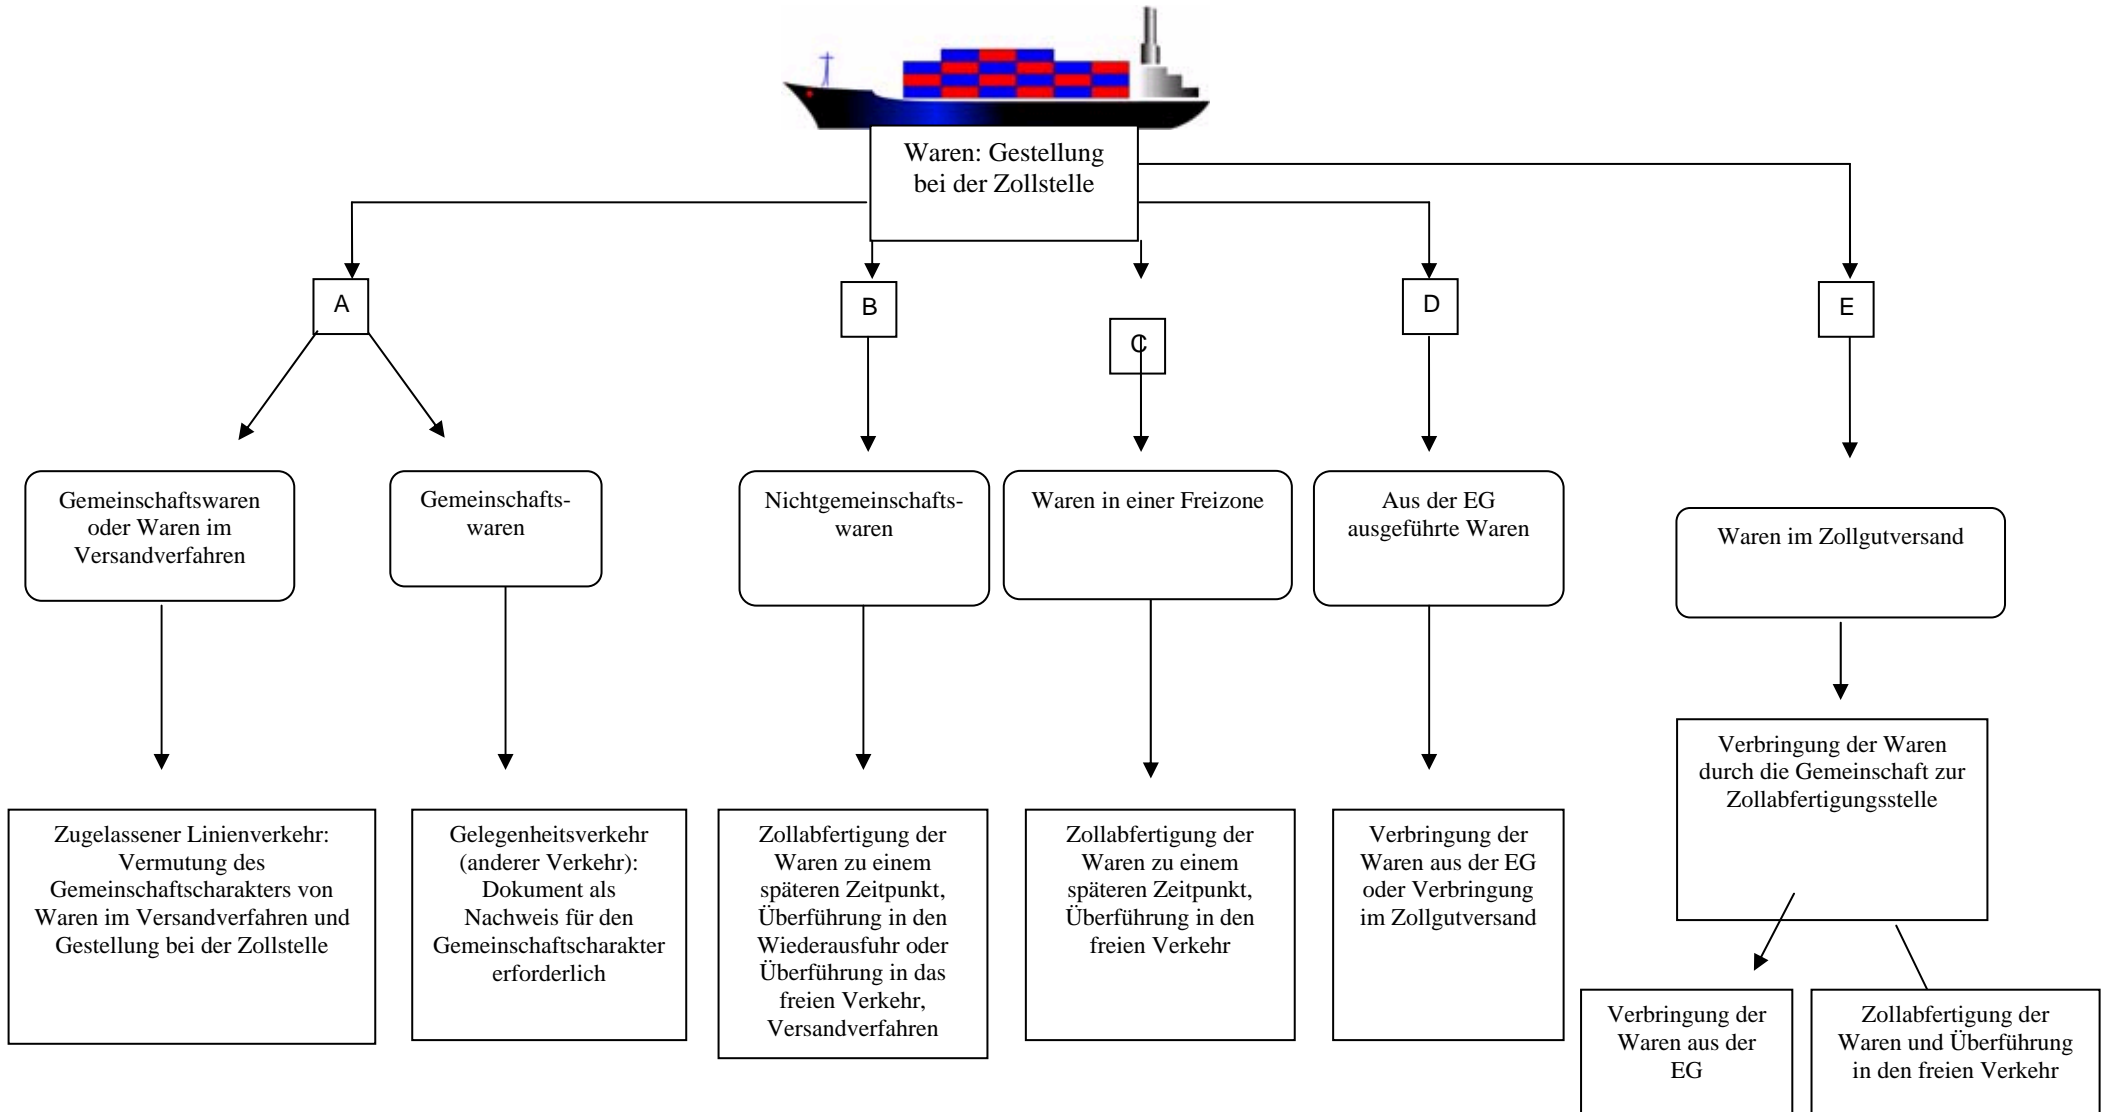 Waren: Gestellung
bei der Zollstelle
A
B
C
D
E
Gemeinschaftswaren
oder Waren im
Versandverfahren
Gemeinschafts-
waren
Nichtgemeinschafts-
waren
Waren in einer Freizone
Aus der EG
ausgeführte Waren
Waren im Zollgutversand
Verbringung der Waren
durch die Gemeinschaft zur
Zollabfertigungsstelle
Zugelassener Linienverkehr:
Vermutung des
Gemeinschaftscharakters von
Waren im Versandverfahren und
Gestellung bei der Zollstelle
Gelegenheitsverkehr
(anderer Verkehr):
Dokument als
Nachweis für den
Gemeinschaftscharakter
erforderlich
Zollabfertigung der
Waren zu einem
späteren Zeitpunkt,
Überführung in den
Wiederausfuhr oder
Überführung in das
freien Verkehr,
Versandverfahren
Zollabfertigung der
Waren zu einem
späteren Zeitpunkt,
Überführung in den
freien Verkehr
Verbringung der
Waren aus der EG
oder Verbringung
im Zollgutversand
Verbringung der
Waren aus der
EG
Zollabfertigung der
Waren und Überführung
in den freien Verkehr